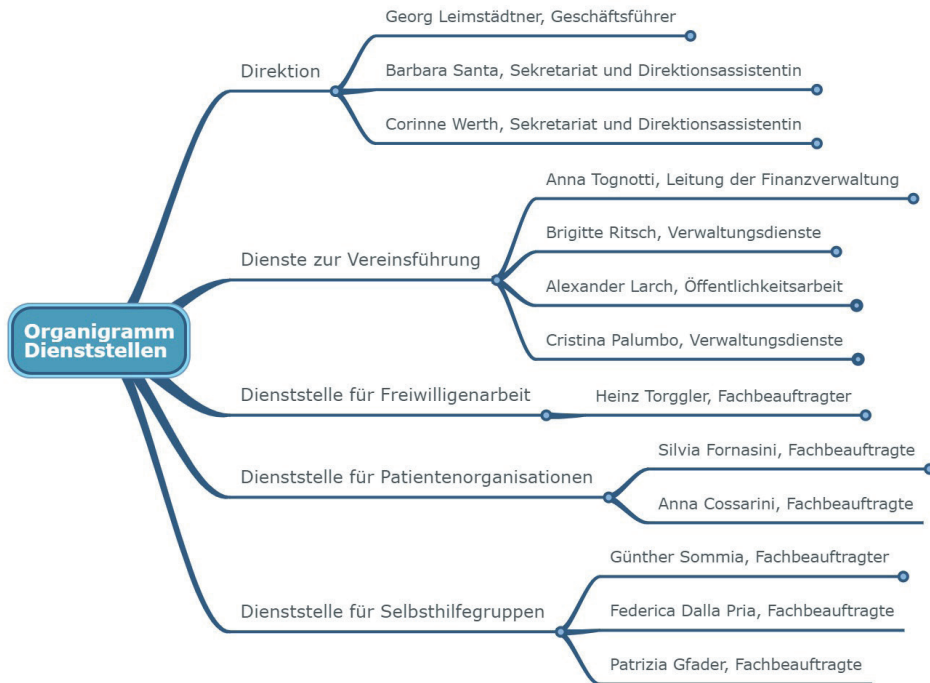 Organigramm
Dienststellen
Direktion
Georg Leimstädtner, Geschäftsführer
Barbara Santa, Sekretariat und Direktionsassistentin
Corinne Werth, Sekretariat und Direktionsassistentin
Dienste zur Vereinsführung
Anna Tognotti, Leitung der Finanzverwaltung
Brigitte Ritsch, Verwaltungsdienste
Alexander Larch, Öffentlichkeitsarbeit
Cristina Palumbo, Verwaltungsdienste
Dienststelle für Freiwilligenarbeit
Heinz Torggler, Fachbeauftragter
Dienststelle für Patientenorganisationen
Silvia Fornasini, Fachbeauftragte
Anna Cossarini, Fachbeauftragte
Dienststelle für Selbsthilfegruppen
Günther Sommia, Fachbeauftragter
Federica Dalla Pria, Fachbeauftragte
Patrizia Gfader, Fachbeauftragte